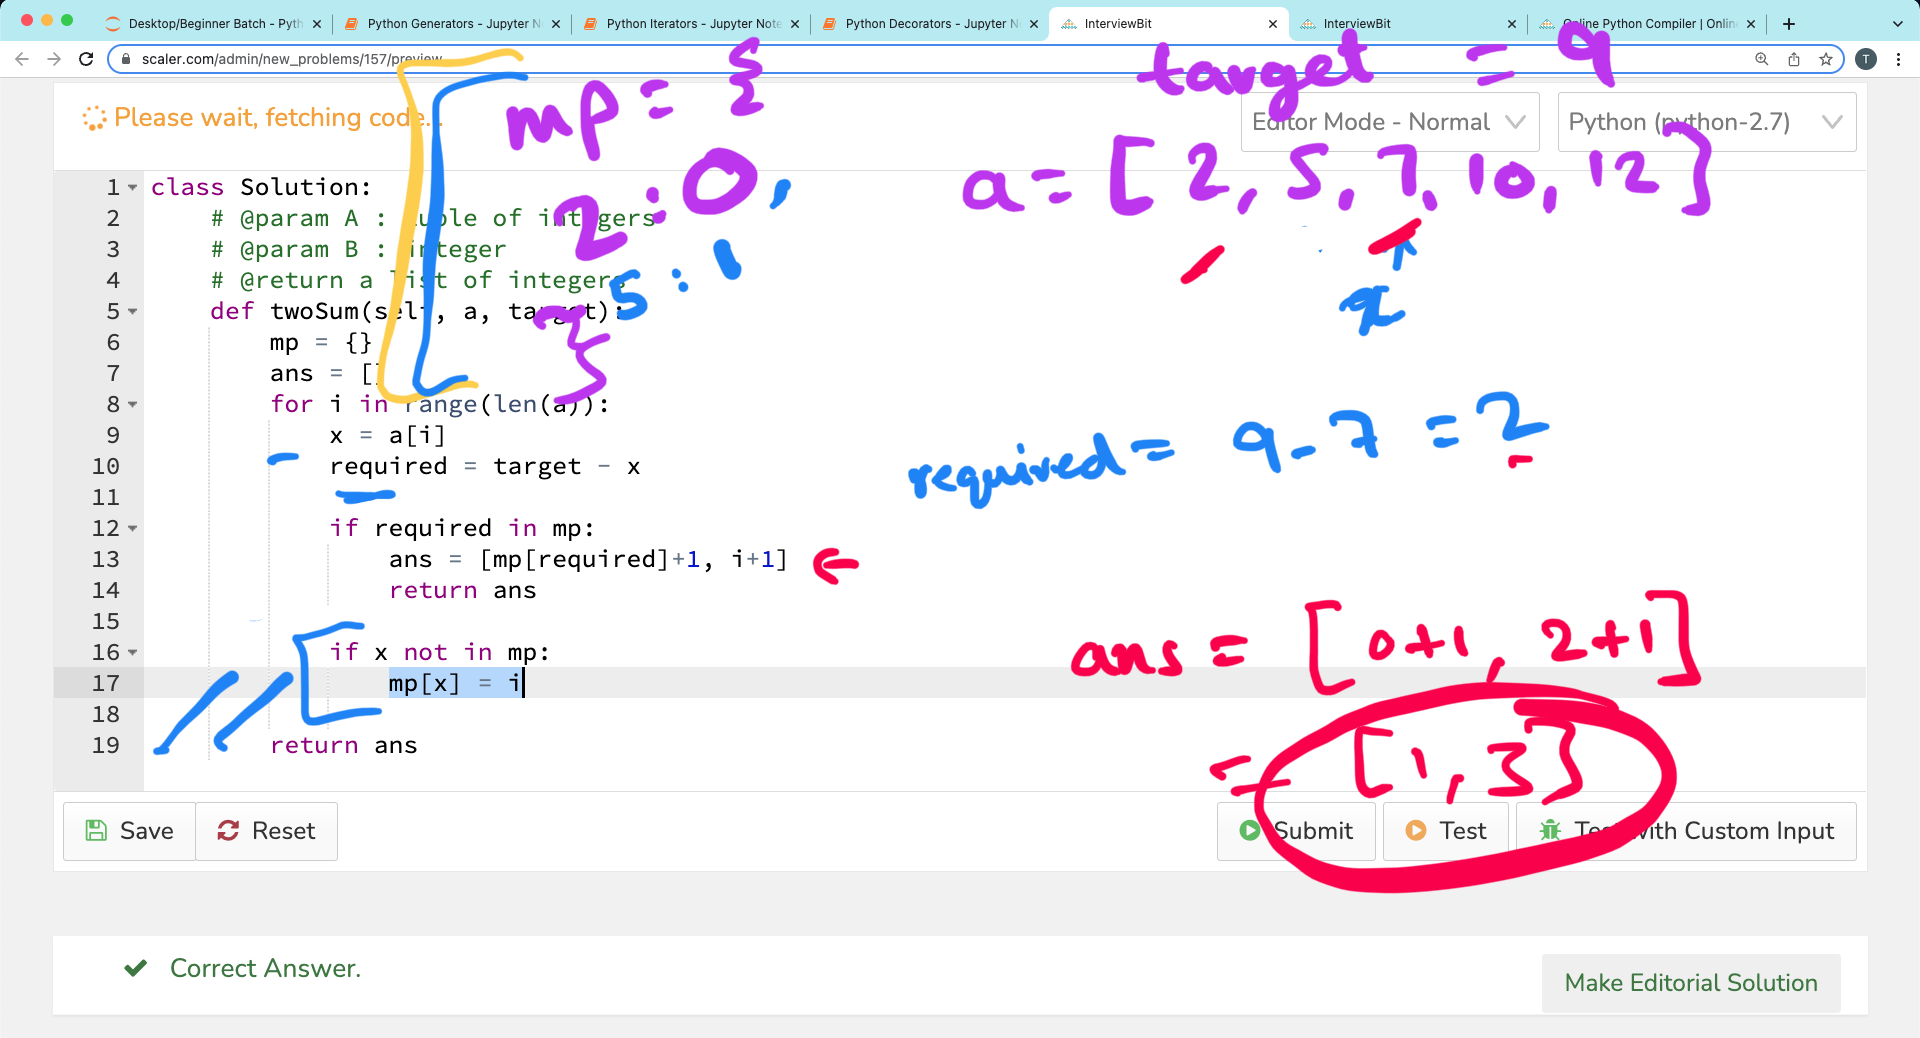 Desktop/Beginner Batch - Pyth
Python Generators - Jupyter N
Python Iterators - Jupyter Note
Python Decorators - Jupyter N
InterviewBit
InterviewBit
Online Python Compiler | Onlin
scaler.com/admin/new_problems/157/preview
T
Please wait, fetching code...
Editor Mode - Normal
Python (python-2.7)
mp = {
2 : 0,
5 : 1
}
target = 9
a = [2, 5, 7, 10, 12]
x
required = 9 - 7 = 2
ans = [0+1, 2+1]
= [1, 3]
1 class Solution:
2 # @param A : tuple of integers
3 # @param B : integer
4 # @return a list of integers
5 def twoSum(self, a, target):
6 mp = {}
7 ans = []
8 for i in range(len(a)):
9 x = a[i]
10 required = target - x
11
12 if required in mp:
13 ans = [mp[required]+1, i+1]
14 return ans
15
16 if x not in mp:
17 mp[x] = i
18
19 return ans
Save
Reset
Submit
Test
Test with Custom Input
Correct Answer.
Make Editorial Solution